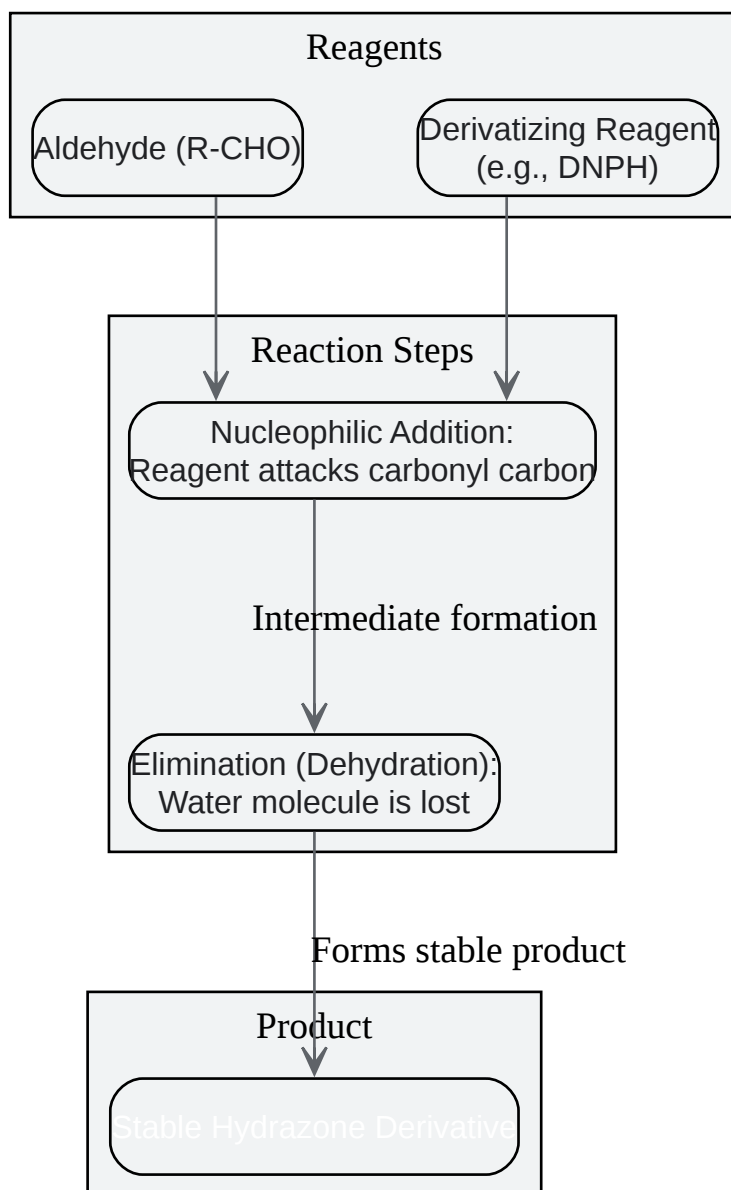 Reagents
Aldehyde (R-CHO)
Derivatizing Reagent
(e.g., DNPH)
Reaction Steps
Nucleophilic Addition:
Reagent attacks carbonyl carbon
Intermediate formation
Elimination (Dehydration):
Water molecule is lost
Forms stable product
Product
Stable Hydrazone Derivative